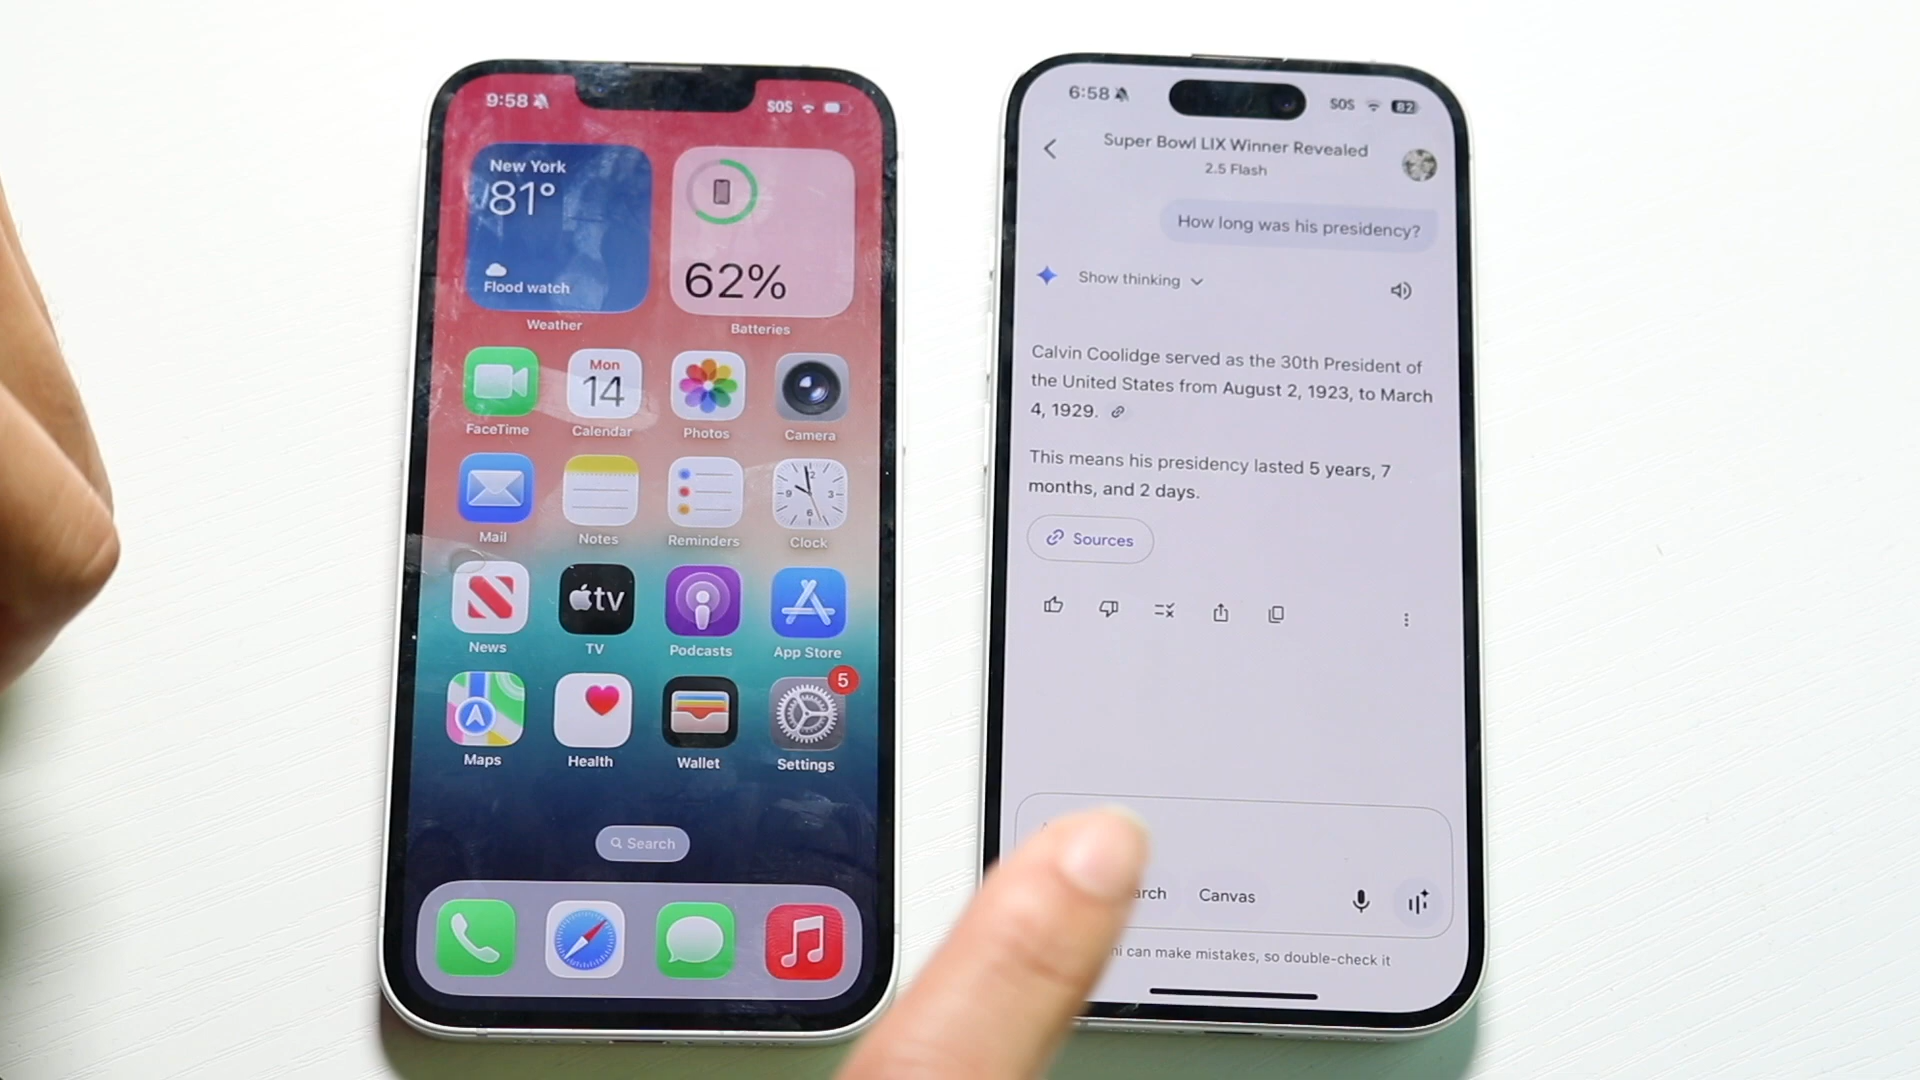 9:58
SOS
New York
81°
Flood watch
Weather
62%
Batteries
FaceTime
Mon
14
Calendar
Photos
Camera
Mail
Notes
Reminders
12
3
6
9
Clock
News
tv
TV
Podcasts
App Store
Maps
Health
Wallet
5
Settings
Search
6:58
SOS
82
Super Bowl LIX Winner Revealed
2.5 Flash
How long was his presidency?
Show thinking
Calvin Coolidge served as the 30th President of
the United States from August 2, 1923, to March
4, 1929.
This means his presidency lasted 5 years, 7
months, and 2 days.
Sources
arch
Canvas
ni can make mistakes, so double-check it